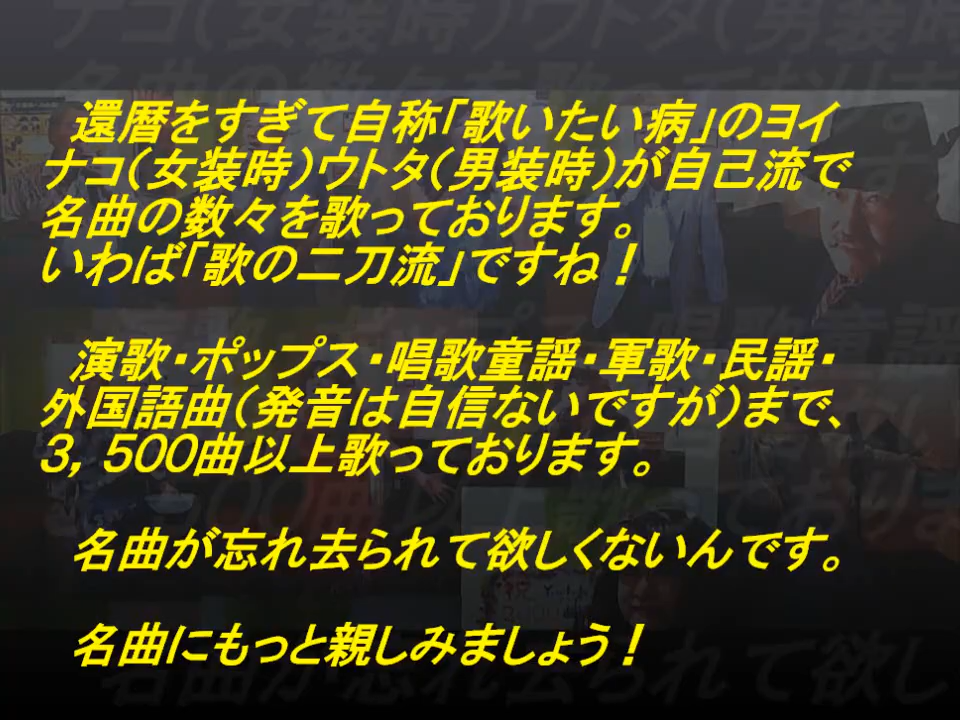 還暦をすぎて自称「歌いたい病」のヨイ
ナコ（女装時）ウトタ（男装時）が自己流で
名曲の数々を歌っております。
いわば「歌の二刀流」ですね！
演歌・ポップス・唱歌童謡・軍歌・民謡・
外国語曲（発音は自信ないですが）まで、
３，５００曲以上歌っております。
名曲が忘れ去られて欲しくないんです。
名曲にもっと親しみましょう！